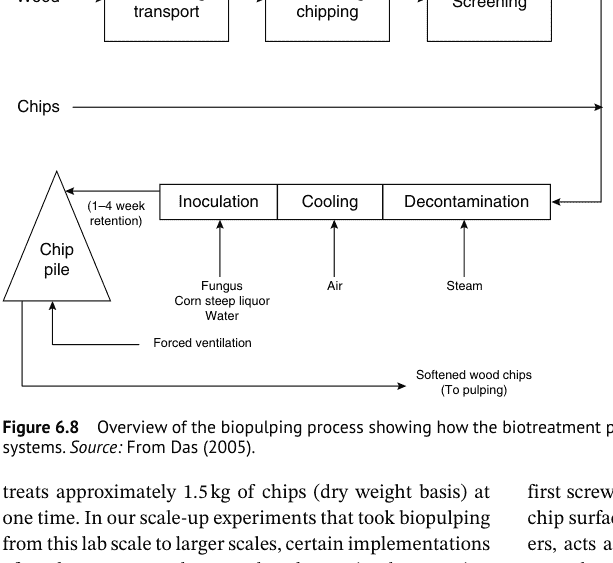 transport
chipping
Screening
Chips
(1–4 week
retention)
Inoculation
Cooling
Decontamination
Chip
pile
Fungus
Corn steep liquor
Water
Air
Steam
Forced ventilation
Softened wood chips
(To pulping)
Figure 6.8 Overview of the biopulping process showing how the biotreatment p
systems. Source: From Das (2005).
treats approximately 1.5 kg of chips (dry weight basis) at
one time. In our scale-up experiments that took biopulping
from this lab scale to larger scales, certain implementations
first screw
chip surfac
ers, acts a